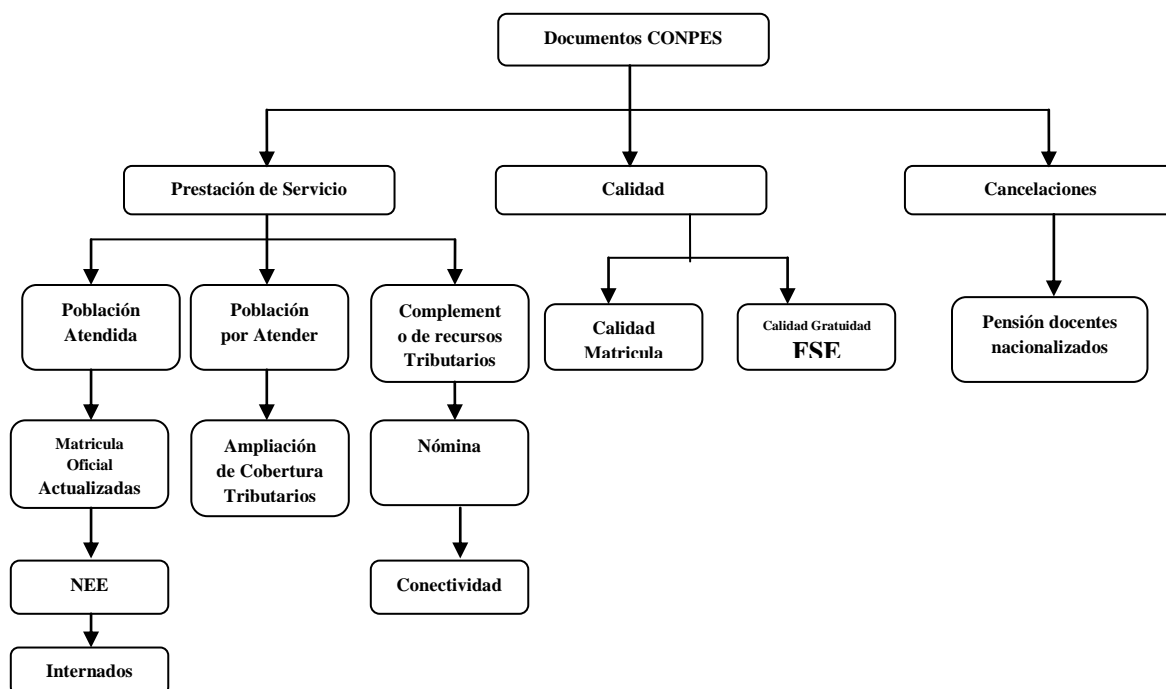 Documentos CONPES
Prestación de Servicio
Calidad
Cancelaciones
Población
Atendida
Población
por Atender
Complement
o de recursos
Tributarios
Calidad
Matricula
Calidad Gratuidad
FSE
Pensión docentes
nacionalizados
Matricula
Oficial
Actualizadas
Ampliación
de Cobertura
Tributarios
Nómina
NEE
Conectividad
Internados